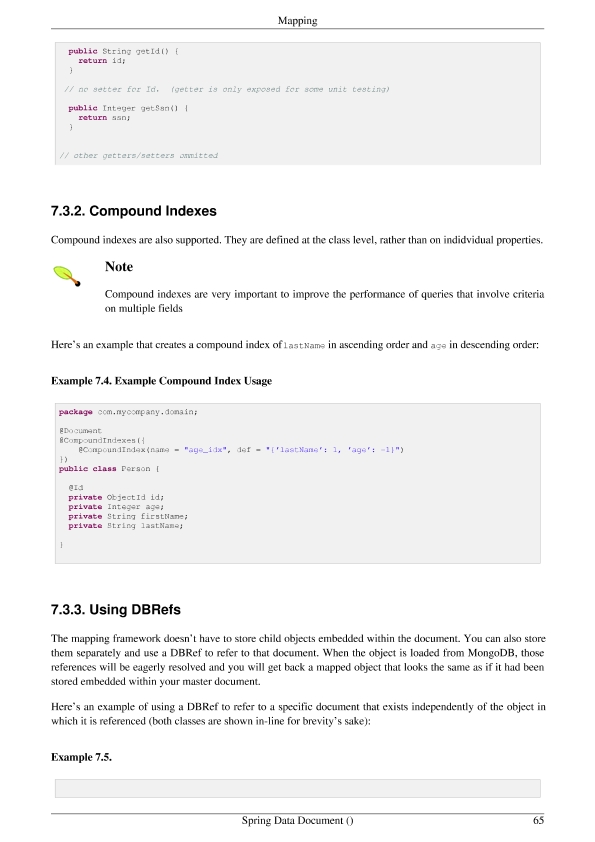 Mapping
public String getId() {
return id;
}
// no setter for Id.  (getter is only exposed for some unit testing)
public Integer getSsn() {
return ssn;
}
// other getters/setters ommitted
7.3.2. Compound Indexes
Compound indexes are also supported. They are defined at the class level, rather than on indidvidual properties.
Note
Compound indexes are very important to improve the performance of queries that involve criteria
on multiple fields
Here's an example that creates a compound index of lastName in ascending order and age in descending order:
Example 7.4. Example Compound Index Usage
package com.mycompany.domain;
@Document
@CompoundIndexes({
@CompoundIndex(name = "age_idx", def = "{'lastName': 1, 'age': -1}")
})
public class Person {
@Id
private ObjectId id;
private Integer age;
private String firstName;
private String lastName;
}
7.3.3. Using DBRefs
The mapping framework doesn't have to store child objects embedded within the document. You can also store
them separately and use a DBRef to refer to that document. When the object is loaded from MongoDB, those
references will be eagerly resolved and you will get back a mapped object that looks the same as if it had been
stored embedded within your master document.
Here's an example of using a DBRef to refer to a specific document that exists independently of the object in
which it is referenced (both classes are shown in-line for brevity's sake):
Example 7.5.
Spring Data Document ()
65